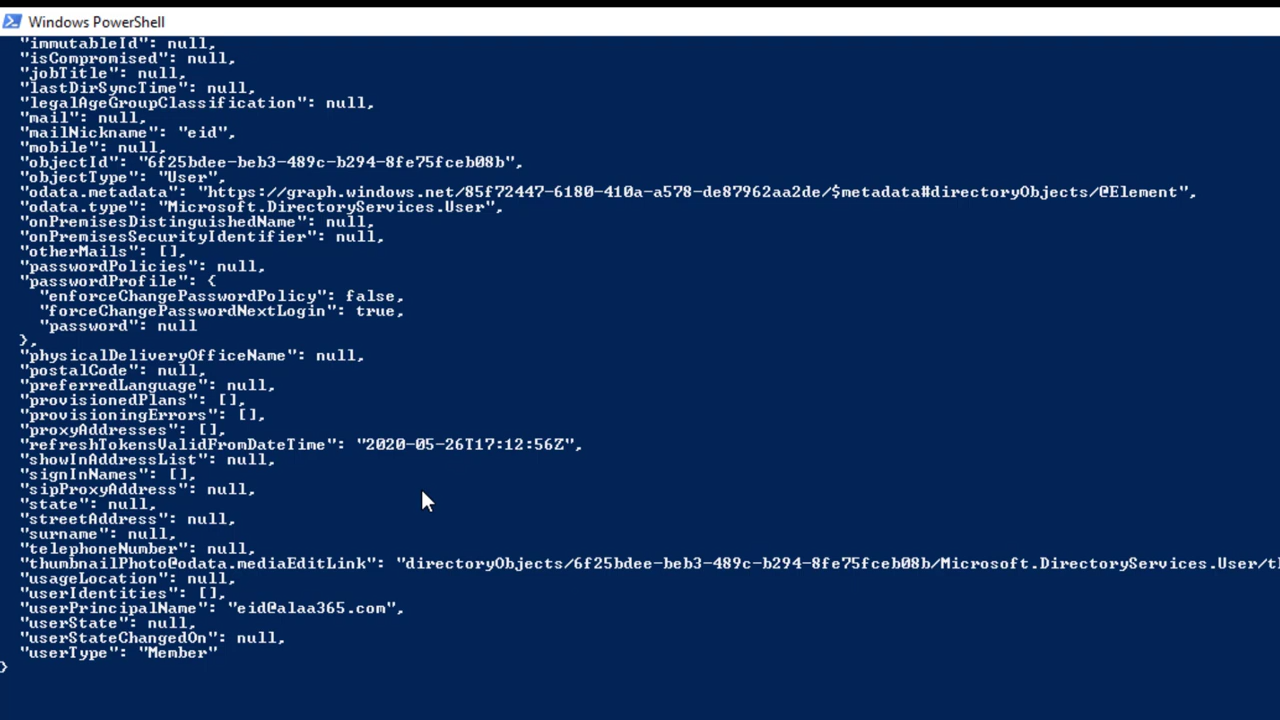 Windows PowerShell
"immutableId": null,
"isCompromised": null,
"jobTitle": null,
"lastDirSyncTime": null,
"legalAgeGroupClassification": null,
"mail": null,
"mailNickname": "eid",
"mobile": null,
"objectId": "6f25bdee-beb3-489c-b294-8fe75fceb08b",
"objectType": "User",
"odata.metadata": "https://graph.windows.net/85f72447-6180-410a-a578-de87962aa2de/$metadata#directoryObjects/@Element",
"odata.type": "Microsoft.DirectoryServices.User",
"onPremisesDistinguishedName": null,
"onPremisesSecurityIdentifier": null,
"otherMails": [],
"passwordPolicies": null,
"passwordProfile": {
"enforceChangePasswordPolicy": false,
"forceChangePasswordNextLogin": true,
"password": null
},
"physicalDeliveryOfficeName": null,
"postalCode": null,
"preferredLanguage": null,
"provisionedPlans": [],
"provisioningErrors": [],
"proxyAddresses": [],
"refreshTokensValidFromDateTime": "2020-05-26T17:12:56Z",
"showInAddressList": null,
"signInNames": [],
"sipProxyAddress": null,
"state": null,
"streetAddress": null,
"surname": null,
"telephoneNumber": null,
"thumbnailPhoto@odata.mediaEditLink": "directoryObjects/6f25bdee-beb3-489c-b294-8fe75fceb08b/Microsoft.DirectoryServices.User/t
"usageLocation": null,
"userIdentities": [],
"userPrincipalName": "eid@alaa365.com",
"userState": null,
"userStateChangedOn": null,
"userType": "Member"
}